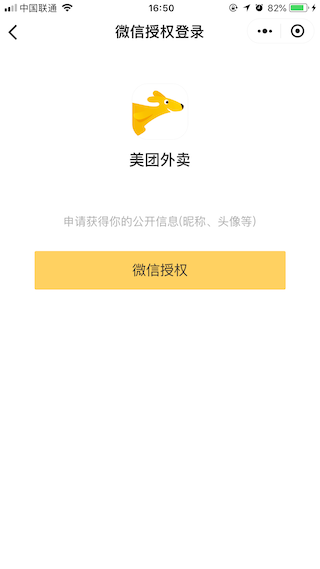 中国联通 16:50 82%
微信授权登录
美团外卖
申请获得你的公开信息(昵称、头像等)
微信授权